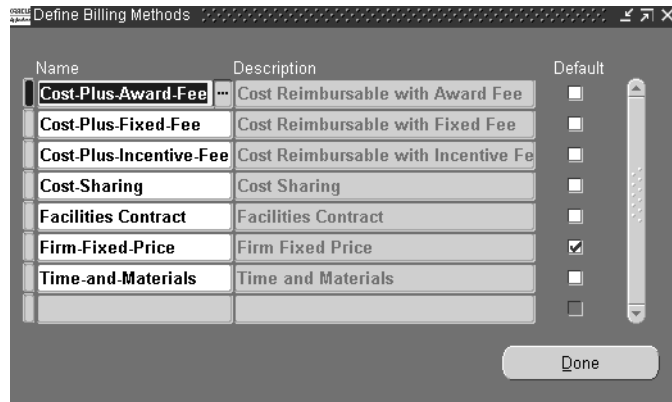 Define Billing Methods
Name Description Default
Cost-Plus-Award-Fee ... Cost Reimbursable with Award Fee
Cost-Plus-Fixed-Fee Cost Reimbursable with Fixed Fee
Cost-Plus-Incentive-Fee Cost Reimbursable with Incentive Fe
Cost-Sharing Cost Sharing
Facilities Contract Facilities Contract
Firm-Fixed-Price Firm Fixed Price
Time-and-Materials Time and Materials
Done